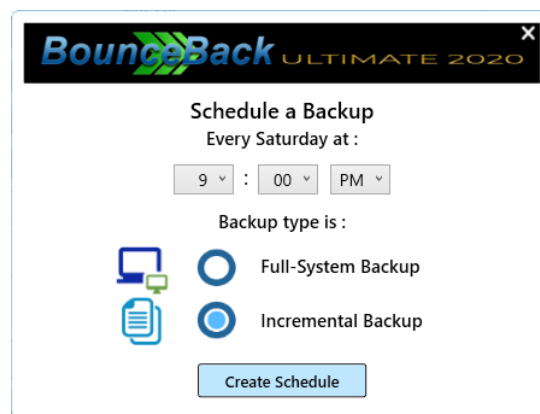 BounceBack ULTIMATE 2020
Schedule a Backup
Every Saturday at :
9 : 00 PM
Backup type is :
Full-System Backup
Incremental Backup
Create Schedule